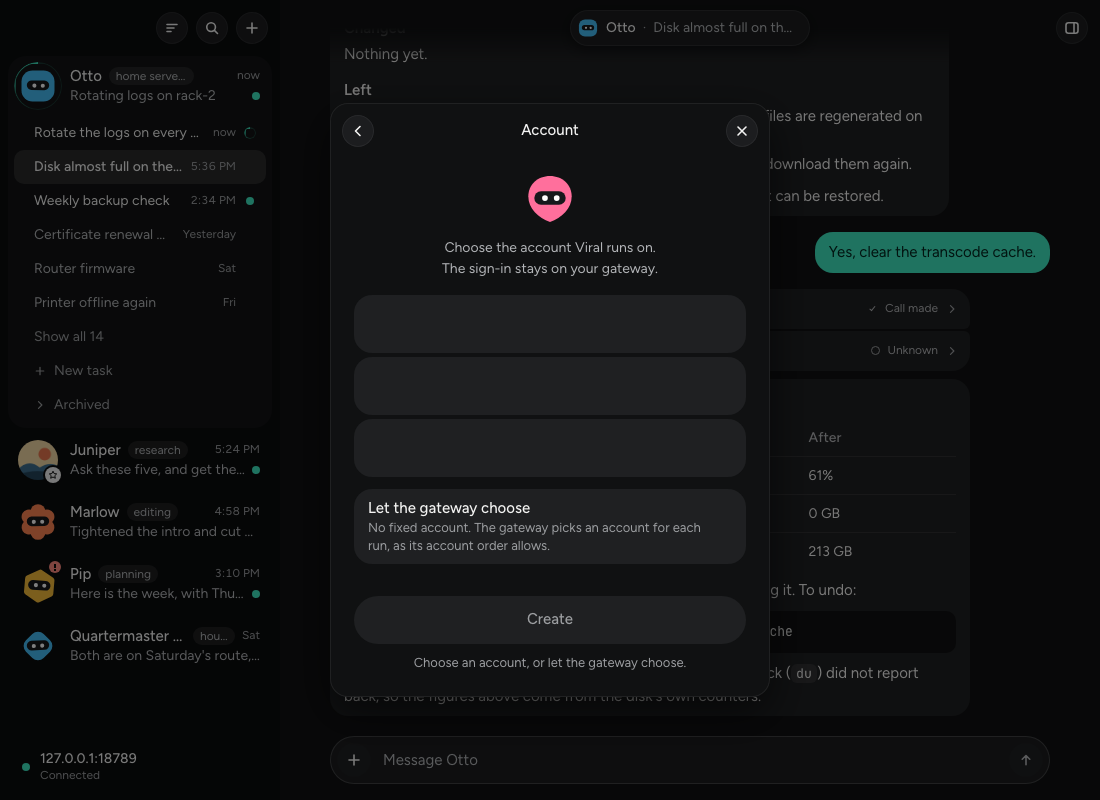 Otto · Disk almost full on th...
Otto home serve... now
Rotating logs on rack-2
Rotate the logs on every ... now
Disk almost full on the... 5:36 PM
Weekly backup check 2:34 PM
Certificate renewal ... Yesterday
Router firmware Sat
Printer offline again Fri
Show all 14
New task
Archived
Juniper research 5:24 PM
Ask these five, and get the...
Marlow editing 4:58 PM
Tightened the intro and cut ...
Pip planning 3:10 PM
Here is the week, with Thu...
Quartermaster ... hou... Sat
Both are on Saturday's route,...
127.0.0.1:18789
Connected
Nothing yet.
Left
files are regenerated on
download them again.
can be restored.
Yes, clear the transcode cache.
Call made
Unknown
After
61%
0 GB
213 GB
it. To undo:
(du) did not report
back, so the figures above come from the disk's own counters.
Message Otto
Account
Choose the account Viral runs on.
The sign-in stays on your gateway.
Let the gateway choose
No fixed account. The gateway picks an account for each
run, as its account order allows.
Create
Choose an account, or let the gateway choose.